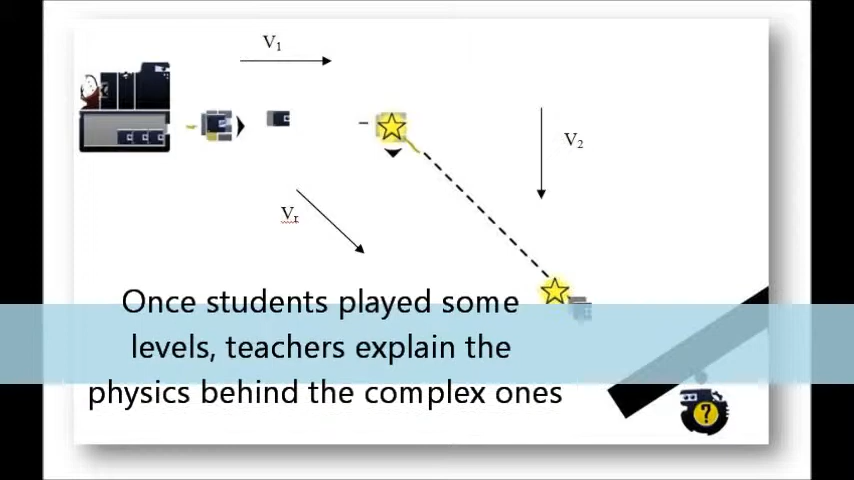 V1
V2
Vr
Once students played some
levels, teachers explain the
physics behind the complex ones
?